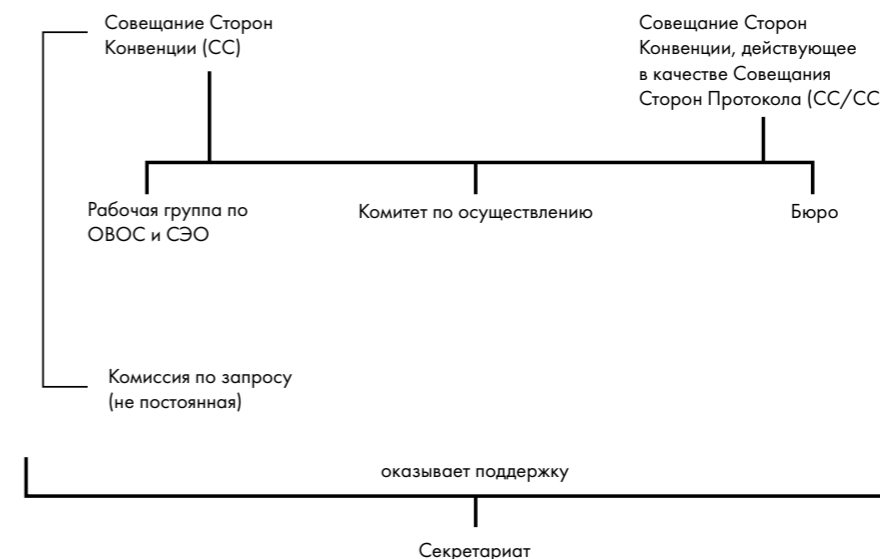 Совещание Сторон
Конвенции (СС)
Совещание Сторон
Конвенции, действующее
в качестве Совещания
Сторон Протокола (СС/СС
Рабочая группа по
ОВОС и СЭО
Комитет по осуществлению
Бюро
Комиссия по запросу
(не постоянная)
оказывает поддержку
Секретариат